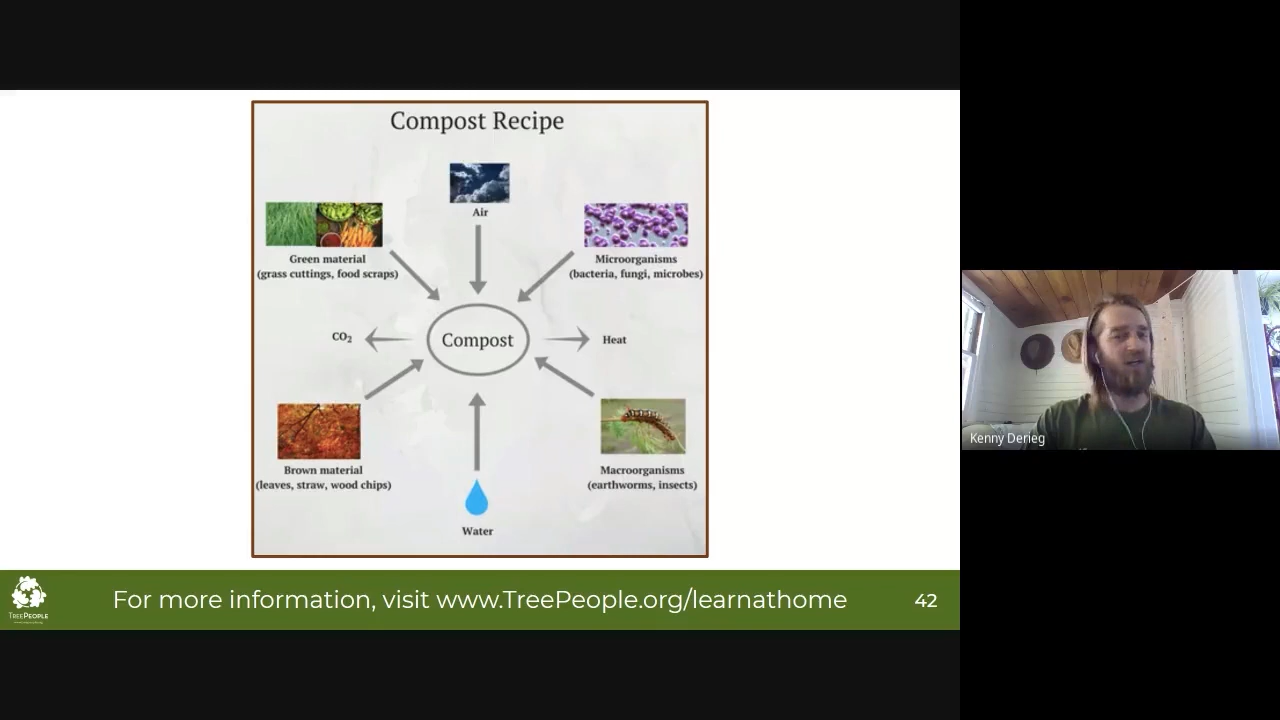 Compost Recipe
Air
Green material
(grass cuttings, food scraps)
Microorganisms
(bacteria, fungi, microbes)
CO₂
Compost
Heat
Brown material
(leaves, straw, wood chips)
Macroorganisms
(earthworms, insects)
Water
Kenny Derieg
TREEPEOPLE
For more information, visit www.TreePeople.org/learnathome
42